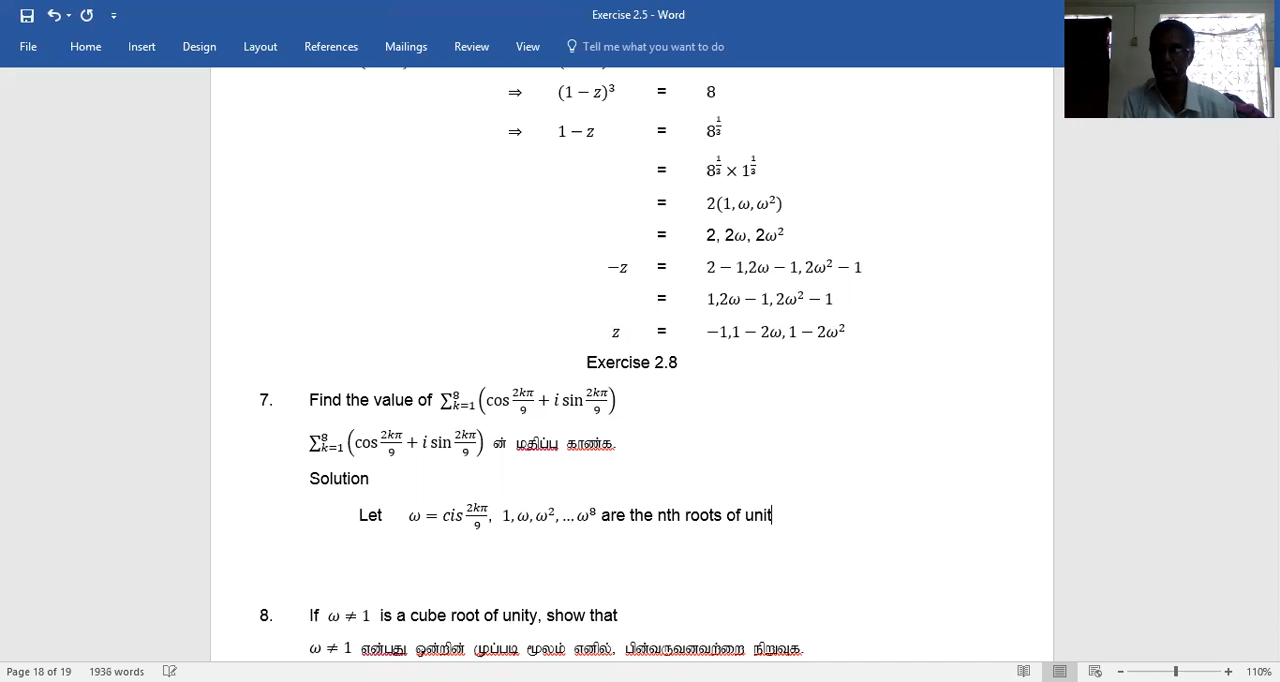 Exercise 2.5 - Word
File Home Insert Design Layout References Mailings Review View Tell me what you want to do
⇒ (1 − z)³ = 8
⇒ 1 − z = 8^(1/3)
= 8^(1/3) × 1^(1/3)
= 2(1, ω, ω²)
= 2, 2ω, 2ω²
−z = 2 − 1,2ω − 1, 2ω² − 1
= 1,2ω − 1, 2ω² − 1
z = −1,1 − 2ω, 1 − 2ω²
Exercise 2.8
7. Find the value of ∑_{k=1}^{8} (cos 2kπ/9 + i sin 2kπ/9)
∑_{k=1}^{8} (cos 2kπ/9 + i sin 2kπ/9) ன் மதிப்பு காண்க.
Solution
Let ω = cis 2kπ/9, 1, ω, ω², … ω⁸ are the nth roots of unit
8. If ω ≠ 1 is a cube root of unity, show that
ω ≠ 1 என்பது ஒன்றின் முப்படி மூலம் எனில், பின்வருவனவற்றை நிறுவுக.
Page 18 of 19 1936 words 110%